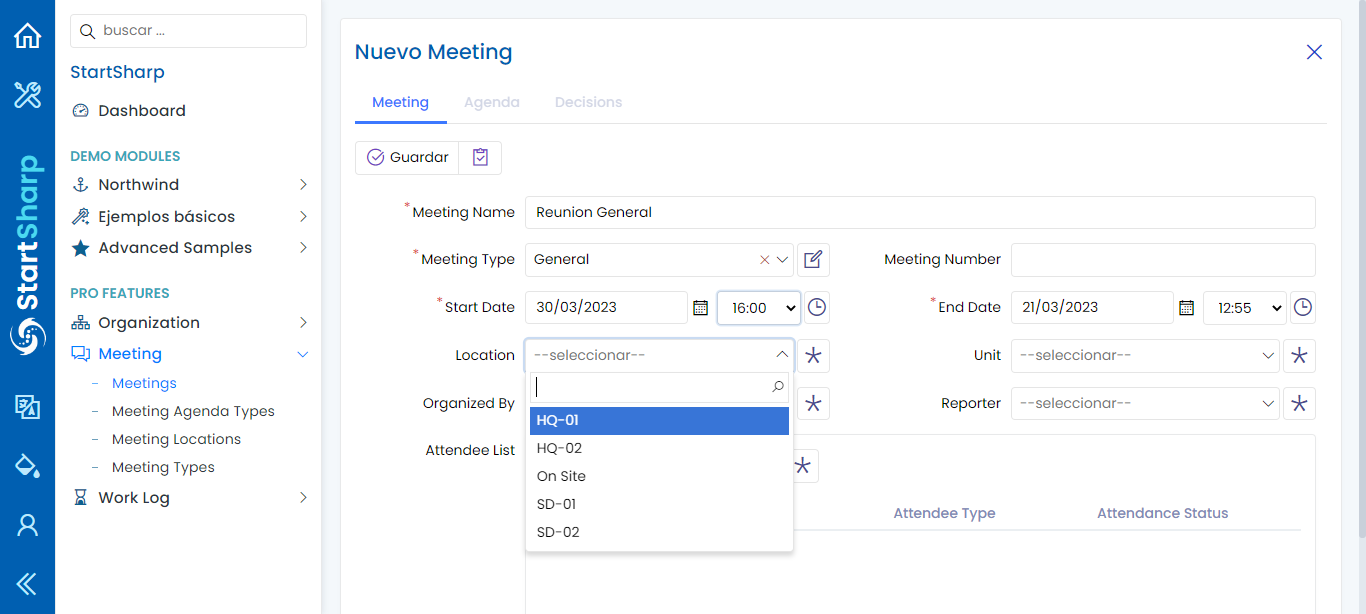 StartSharp
buscar ...
StartSharp
Dashboard
DEMO MODULES
Northwind
Ejemplos básicos
Advanced Samples
PRO FEATURES
Organization
Meeting
Meetings
Meeting Agenda Types
Meeting Locations
Meeting Types
Work Log
Nuevo Meeting
Meeting Agenda Decisions
Guardar
*Meeting Name Reunion General
*Meeting Type General Meeting Number
*Start Date 30/03/2023 16:00 *End Date 21/03/2023 12:55
Location --seleccionar-- Unit --seleccionar--
Organized By Reporter --seleccionar--
HQ-01
HQ-02
On Site
SD-01
SD-02
Attendee List
Attendee Type Attendance Status